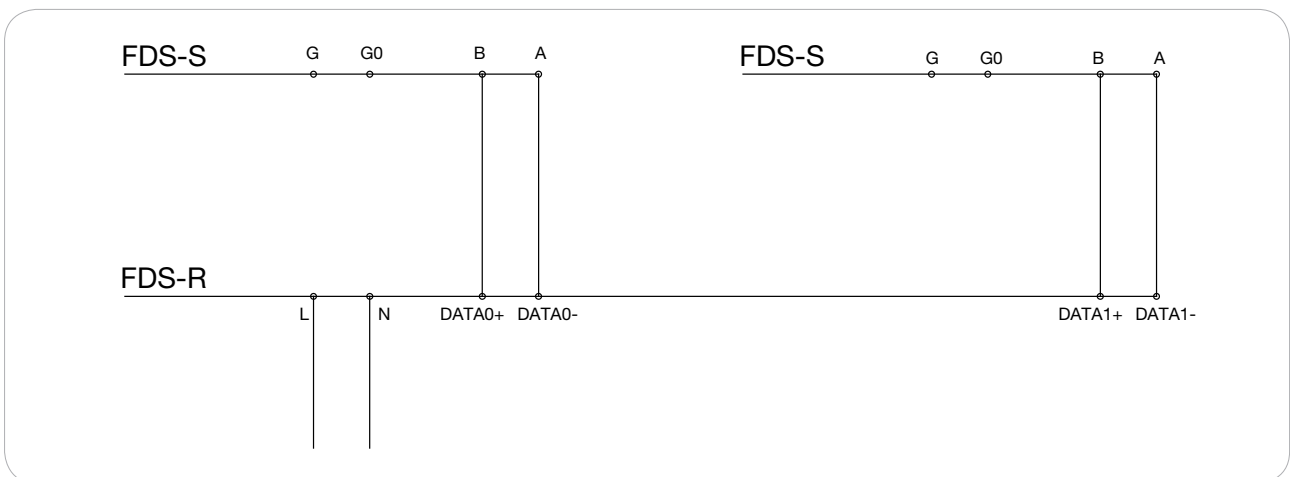 FDS-S G G0 B A FDS-S G G0 B A
FDS-R
L N DATA0+ DATA0- DATA1+ DATA1-